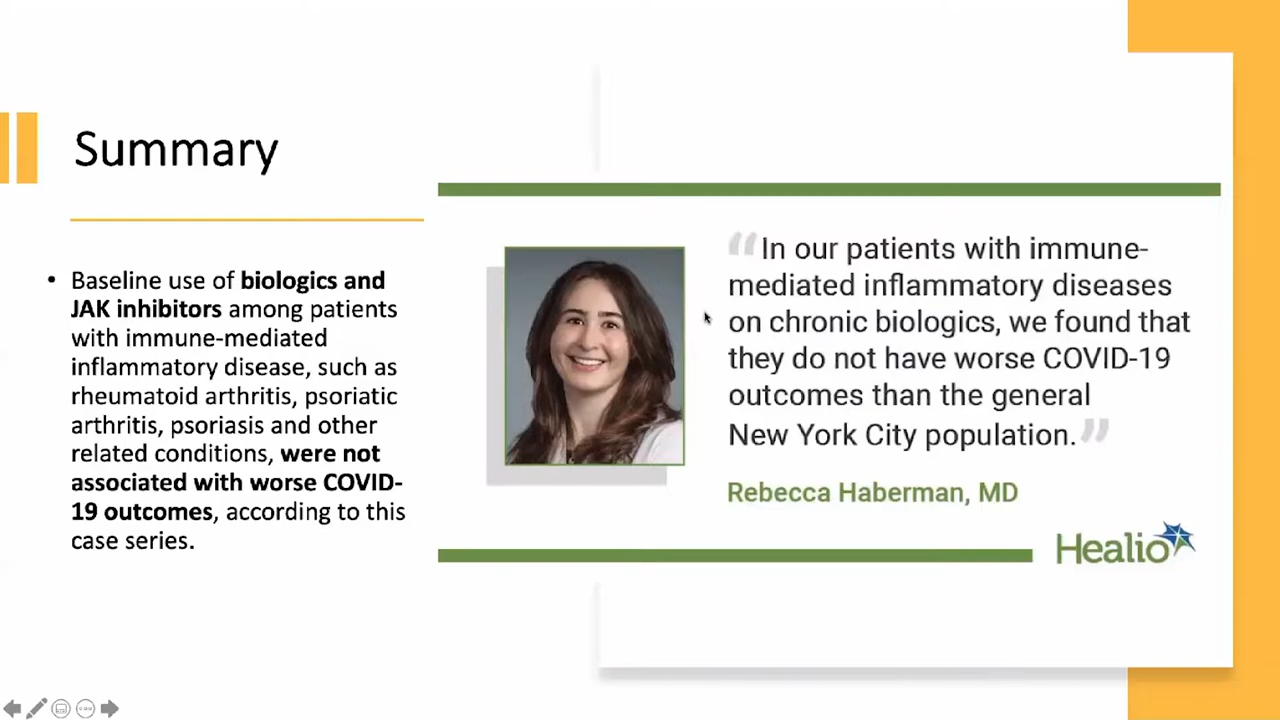 Summary
• Baseline use of biologics and
JAK inhibitors among patients
with immune-mediated
inflammatory disease, such as
rheumatoid arthritis, psoriatic
arthritis, psoriasis and other
related conditions, were not
associated with worse COVID-
19 outcomes, according to this
case series.
“In our patients with immune-
mediated inflammatory diseases
on chronic biologics, we found that
they do not have worse COVID-19
outcomes than the general
New York City population.”
Rebecca Haberman, MD
Healio